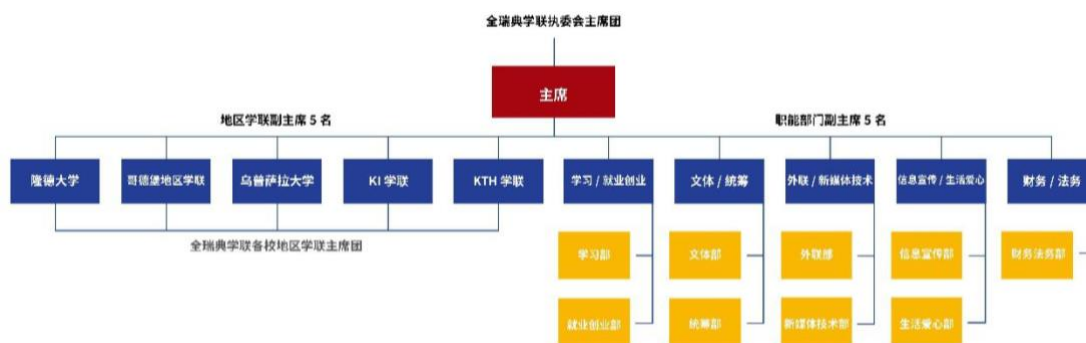 全瑞典学联执委会主席团
主席
地区学联副主席 5 名
职能部门副主席 5 名
隆德大学
哥德堡地区学联
乌普萨拉大学
KI 学联
KTH 学联
学习 / 就业创业
文体 / 统筹
外联 / 新媒体技术
信息宣传 / 生活爱心
财务 / 法务
全瑞典学联各校地区学联主席团
学习部
文体部
外联部
信息宣传部
财务法务部
就业创业部
统筹部
新媒体技术部
生活爱心部